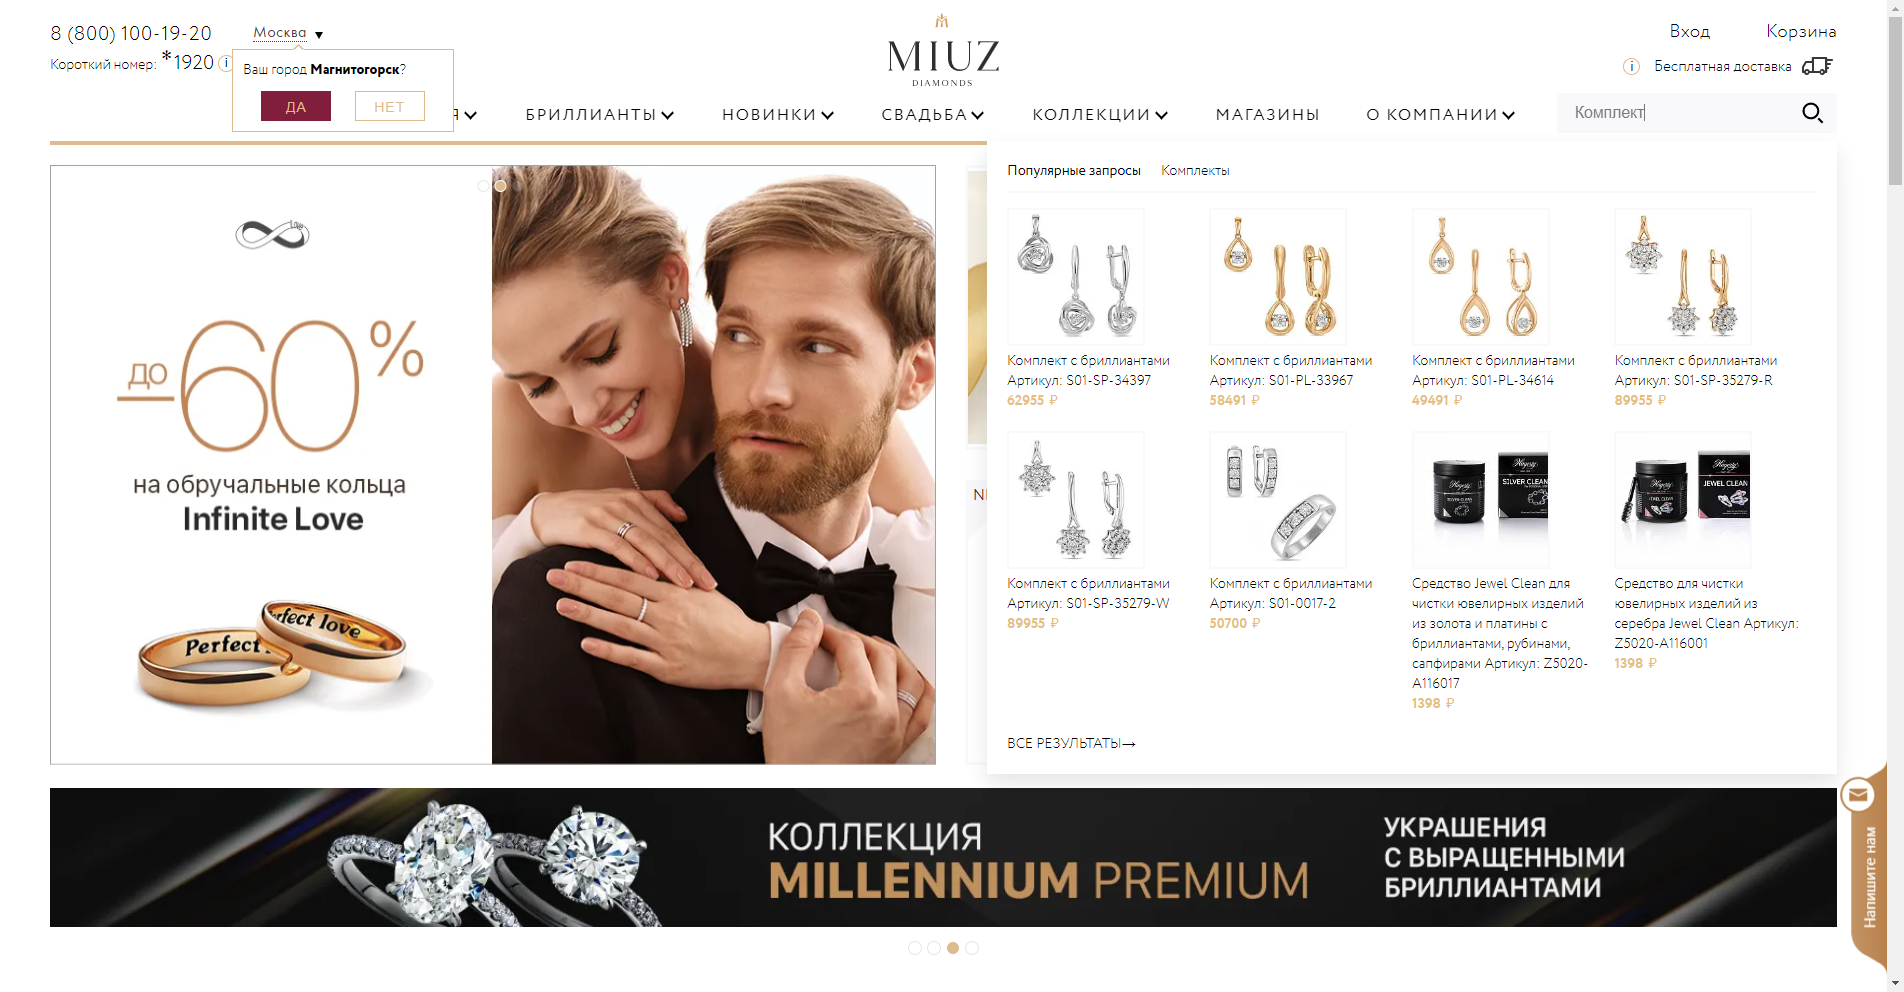 8 (800) 100-19-20
Москва ▼
Короткий номер: *1920
Ваш город Магнитогорск?
ДА
НЕТ
MIUZ
DIAMONDS
Вход
Корзина
Бесплатная доставка
БРИЛЛИАНТЫ
НОВИНКИ
СВАДЬБА
КОЛЛЕКЦИИ
МАГАЗИНЫ
О КОМПАНИИ
Комплект
Популярные запросы
Комплекты
Love
до 60%
на обручальные кольца
Infinite Love
Perfect
Perfect love
Комплект с бриллиантами
Артикул: S01-SP-34397
62955 ₽
Комплект с бриллиантами
Артикул: S01-PL-33967
58491 ₽
Комплект с бриллиантами
Артикул: S01-PL-34614
49491 ₽
Комплект с бриллиантами
Артикул: S01-SP-35279-R
89955 ₽
Комплект с бриллиантами
Артикул: S01-SP-35279-W
89955 ₽
Комплект с бриллиантами
Артикул: S01-0017-2
50700 ₽
Hagerty
SILVER CLEAN
Средство Jewel Clean для
чистки ювелирных изделий
из золота и платины с
бриллиантами, рубинами,
сапфирами Артикул: Z5020-
A116017
1398 ₽
Hagerty
JEWEL CLEAN
Средство для чистки
ювелирных изделий из
серебра Jewel Clean Артикул:
Z5020-A116001
1398 ₽
ВСЕ РЕЗУЛЬТАТЫ→
КОЛЛЕКЦИЯ
MILLENNIUM PREMIUM
УКРАШЕНИЯ
С ВЫРАЩЕННЫМИ
БРИЛЛИАНТАМИ
Напишите нам